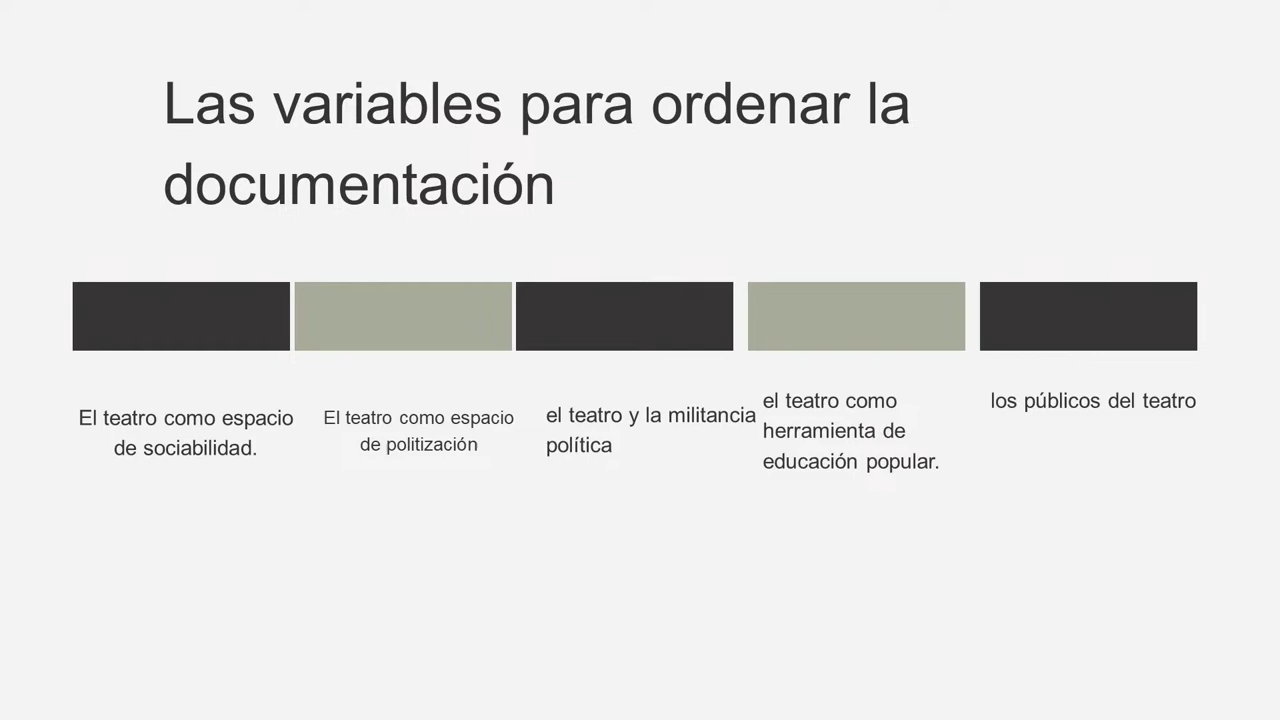 Las variables para ordenar la
documentación
El teatro como espacio
de sociabilidad.
El teatro como espacio
de politización
el teatro y la militancia
política
el teatro como
herramienta de
educación popular.
los públicos del teatro